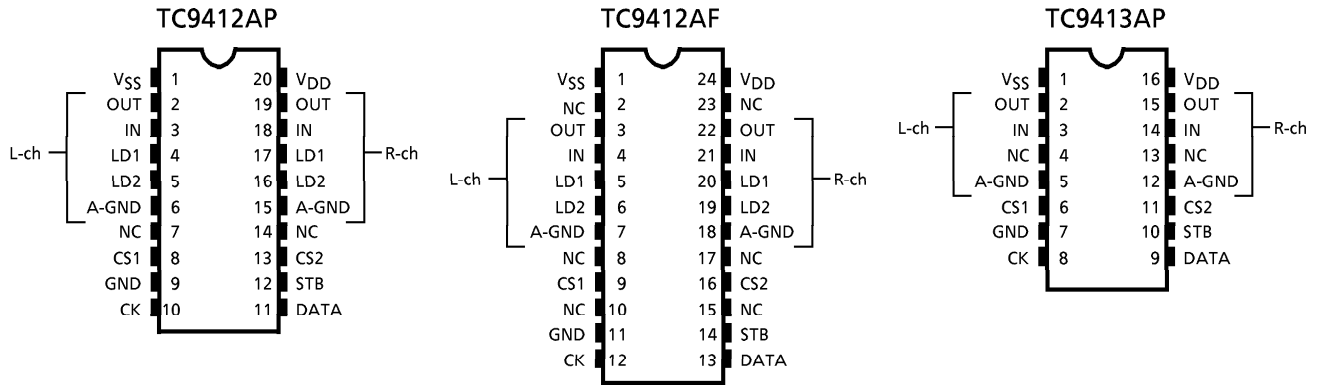 TC9412AP
VSS 1 20 VDD
OUT 2 19 OUT
IN 3 18 IN
L-ch LD1 4 17 LD1 R-ch
LD2 5 16 LD2
A-GND 6 15 A-GND
NC 7 14 NC
CS1 8 13 CS2
GND 9 12 STB
CK 10 11 DATA
TC9412AF
VSS 1 24 VDD
NC 2 23 NC
OUT 3 22 OUT
IN 4 21 IN
L-ch LD1 5 20 LD1 R-ch
LD2 6 19 LD2
A-GND 7 18 A-GND
NC 8 17 NC
CS1 9 16 CS2
NC 10 15 NC
GND 11 14 STB
CK 12 13 DATA
TC9413AP
VSS 1 16 VDD
OUT 2 15 OUT
L-ch IN 3 14 IN R-ch
NC 4 13 NC
A-GND 5 12 A-GND
CS1 6 11 CS2
GND 7 10 STB
CK 8 9 DATA